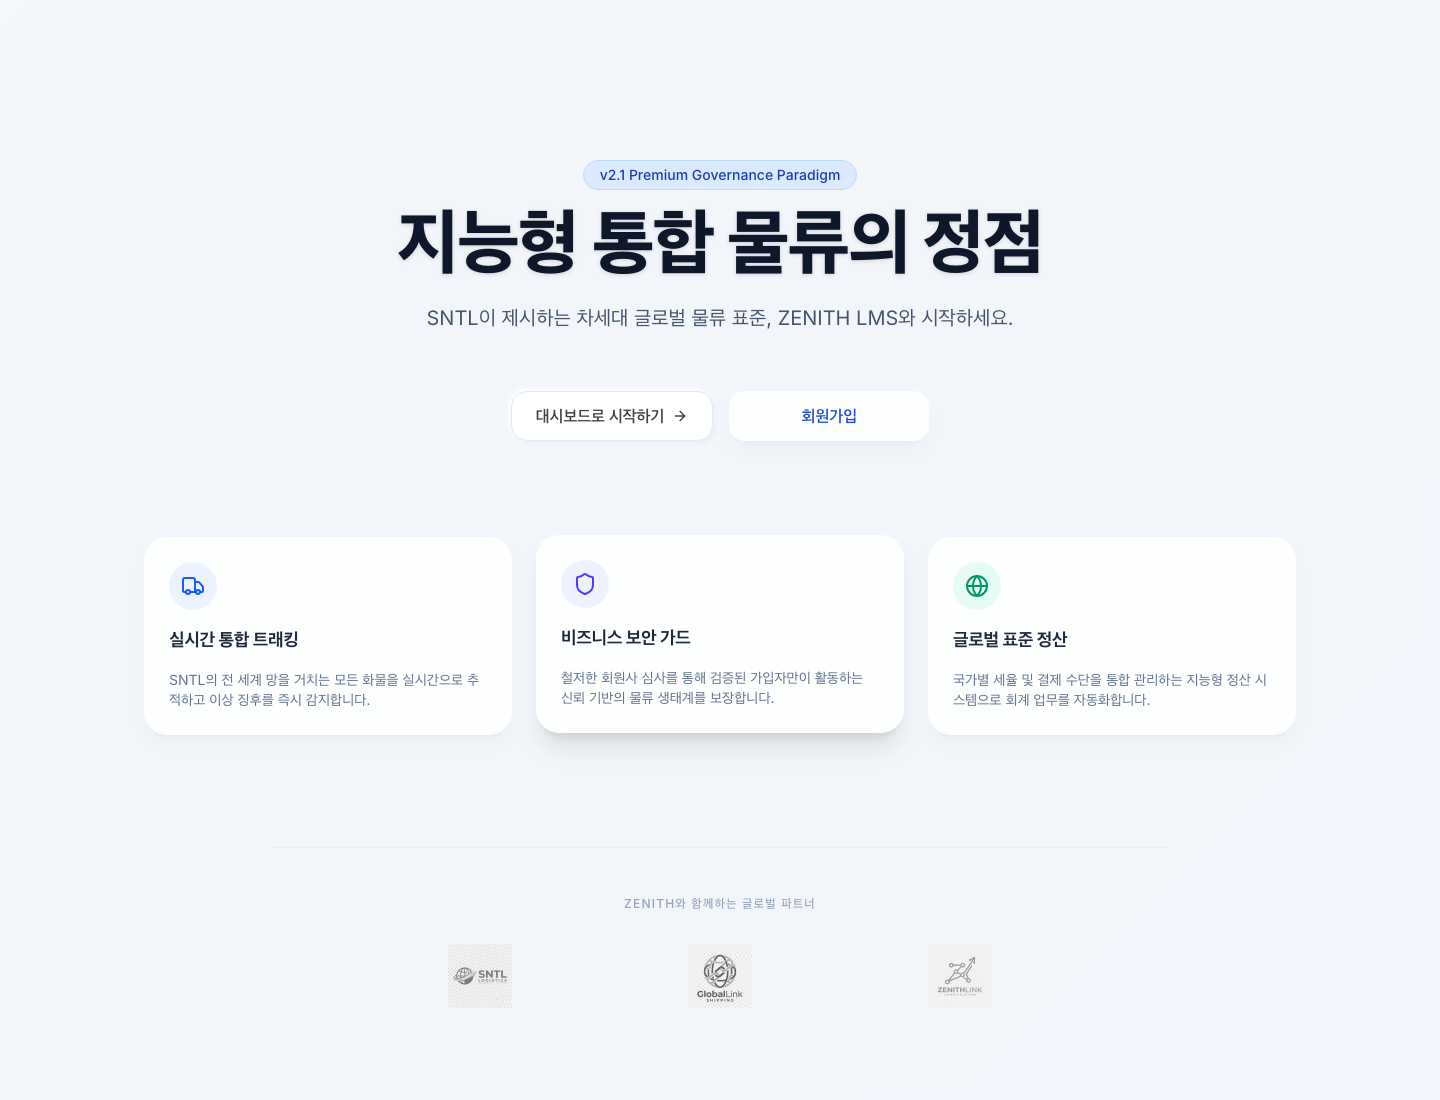 v2.1 Premium Governance Paradigm
지능형 통합 물류의 정점
SNTL이 제시하는 차세대 글로벌 물류 표준, ZENITH LMS와 시작하세요.
대시보드로 시작하기 →
회원가입
실시간 통합 트래킹
SNTL의 전 세계 망을 거치는 모든 화물을 실시간으로 추
적하고 이상 징후를 즉시 감지합니다.
비즈니스 보안 가드
철저한 회원사 심사를 통해 검증된 가입자만이 활동하는
신뢰 기반의 물류 생태계를 보장합니다.
글로벌 표준 정산
국가별 세율 및 결제 수단을 통합 관리하는 지능형 정산 시
스템으로 회계 업무를 자동화합니다.
ZENITH와 함께하는 글로벌 파트너
SNTL
LOGISTICS
GlobalLink
SHIPPING
ZENITHLINK